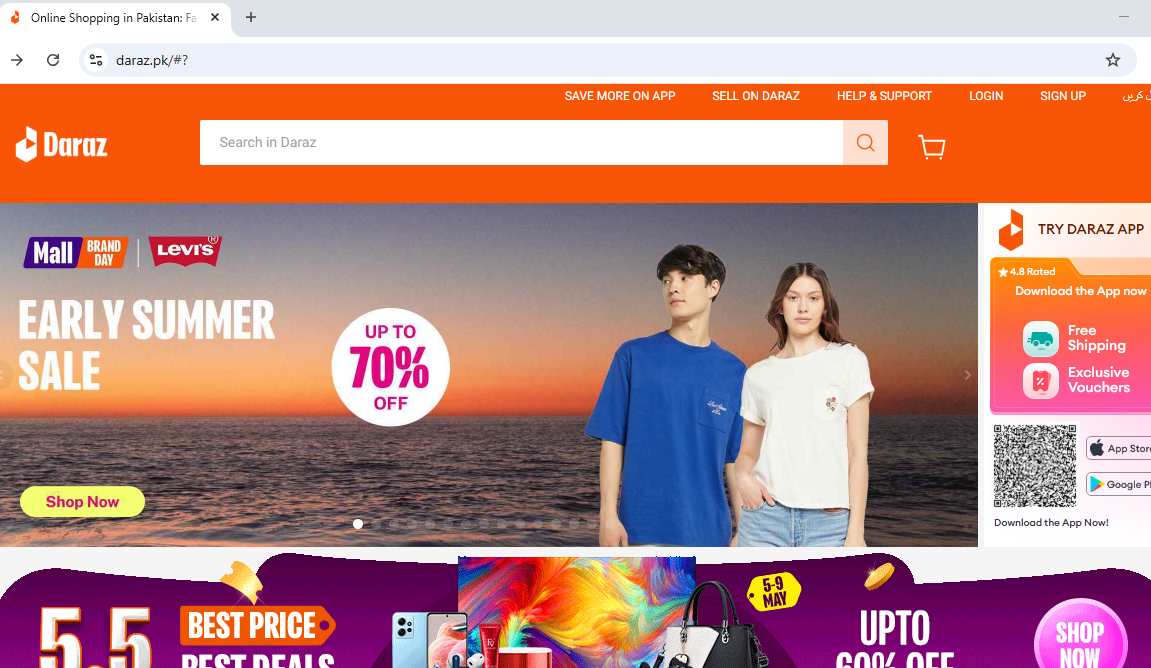 Online Shopping in Pakistan: Fa
daraz.pk/#?
SAVE MORE ON APP SELL ON DARAZ HELP & SUPPORT LOGIN SIGN UP
Daraz
Search in Daraz
Mall BRAND DAY LEVI'S®
EARLY SUMMER
SALE
UP TO
70%
OFF
Shop Now
TRY DARAZ APP
4.8 Rated
Download the App now
Free
Shipping
Exclusive
Vouchers
App Stor
Google Pl
Download the App Now!
5.5
BEST PRICE
BEST DEALS
5-9
MAY
UPTO
60% OFF
SHOP
NOW